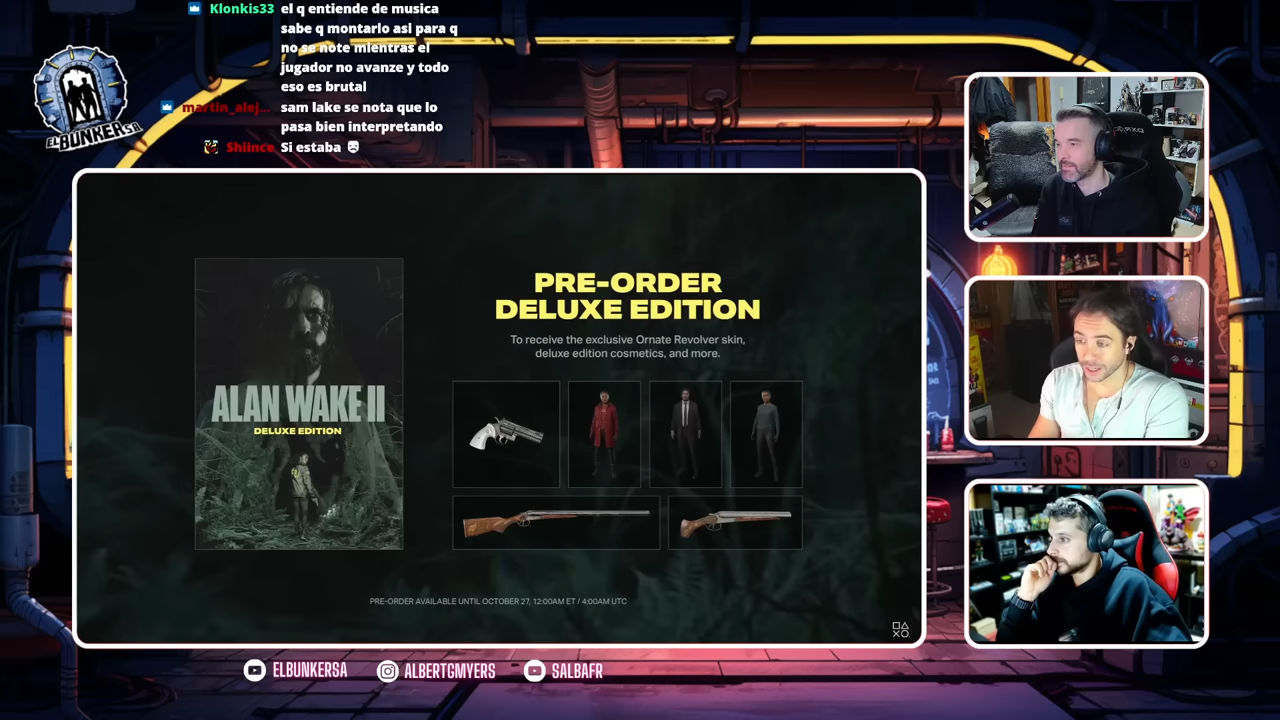 Klonkis33 el q entiende de musica
sabe q montarlo asi para q
no se note mientras el
jugador no avanze y todo
eso es brutal
martin_alej... sam lake se nota que lo
pasa bien interpretando
Shiince Si estaba
ELBUNKERSA
PRE-ORDER
DELUXE EDITION
To receive the exclusive Ornate Revolver skin,
deluxe edition cosmetics, and more.
ALAN WAKE II
DELUXE EDITION
PRE-ORDER AVAILABLE UNTIL OCTOBER 27, 12:00AM ET / 4:00AM UTC
ELBUNKERSA
ALBERTGMYERS
SALBAFR